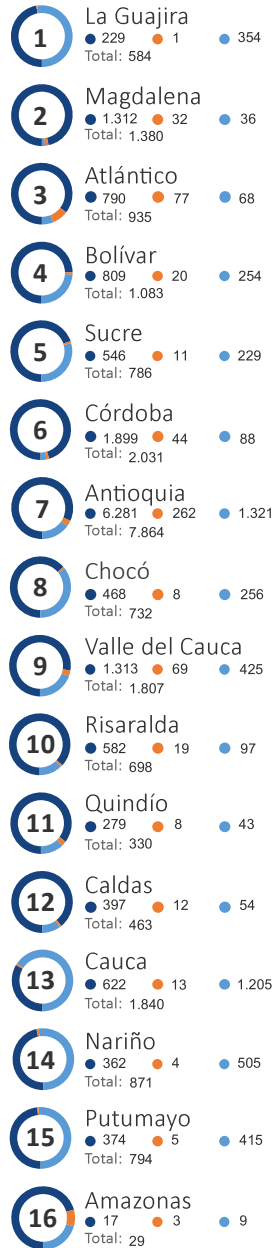 1
La Guajira
229 1 354
Total: 584
2
Magdalena
1.312 32 36
Total: 1.380
3
Atlántico
790 77 68
Total: 935
4
Bolívar
809 20 254
Total: 1.083
5
Sucre
546 11 229
Total: 786
6
Córdoba
1.899 44 88
Total: 2.031
7
Antioquia
6.281 262 1.321
Total: 7.864
8
Chocó
468 8 256
Total: 732
9
Valle del Cauca
1.313 69 425
Total: 1.807
10
Risaralda
582 19 97
Total: 698
11
Quindío
279 8 43
Total: 330
12
Caldas
397 12 54
Total: 463
13
Cauca
622 13 1.205
Total: 1.840
14
Nariño
362 4 505
Total: 871
15
Putumayo
374 5 415
Total: 794
16
Amazonas
17 3 9
Total: 29